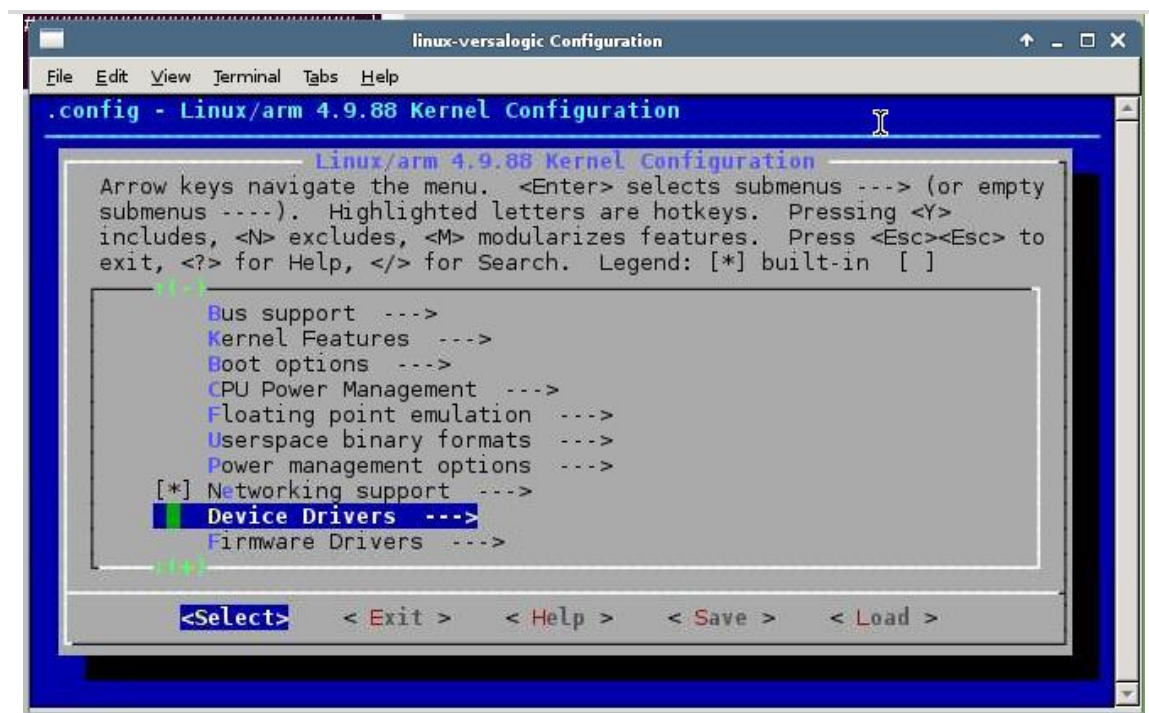 linux-versalogic Configuration
File Edit View Terminal Tabs Help
.config - Linux/arm 4.9.88 Kernel Configuration
Linux/arm 4.9.88 Kernel Configuration
Arrow keys navigate the menu. <Enter> selects submenus ---> (or empty
submenus ----). Highlighted letters are hotkeys. Pressing <Y>
includes, <N> excludes, <M> modularizes features. Press <Esc><Esc> to
exit, <?> for Help, </> for Search. Legend: [*] built-in [ ]
↑(-)
Bus support --->
Kernel Features --->
Boot options --->
CPU Power Management --->
Floating point emulation --->
Userspace binary formats --->
Power management options --->
[*] Networking support --->
Device Drivers --->
Firmware Drivers --->
↓(+)
<Select> < Exit > < Help > < Save > < Load >